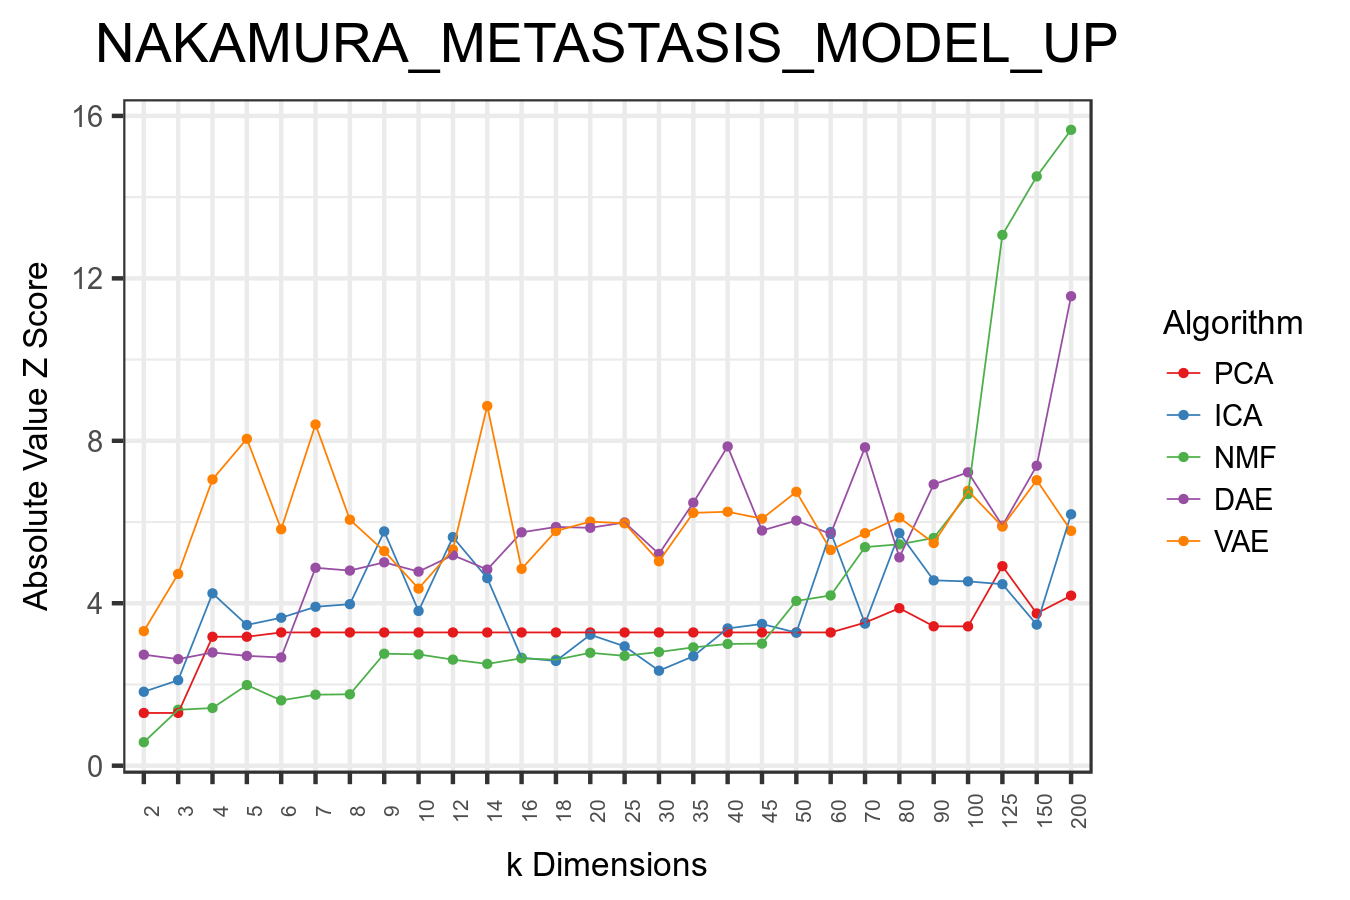 NAKAMURA_METASTASIS_MODEL_UP
Absolute Value Z Score
16
12
8
4
0
2 3 4 5 6 7 8 9 10 12 14 16 18 20 25 30 35 40 45 50 60 70 80 90 100 125 150 200
k Dimensions
Algorithm
PCA
ICA
NMF
DAE
VAE